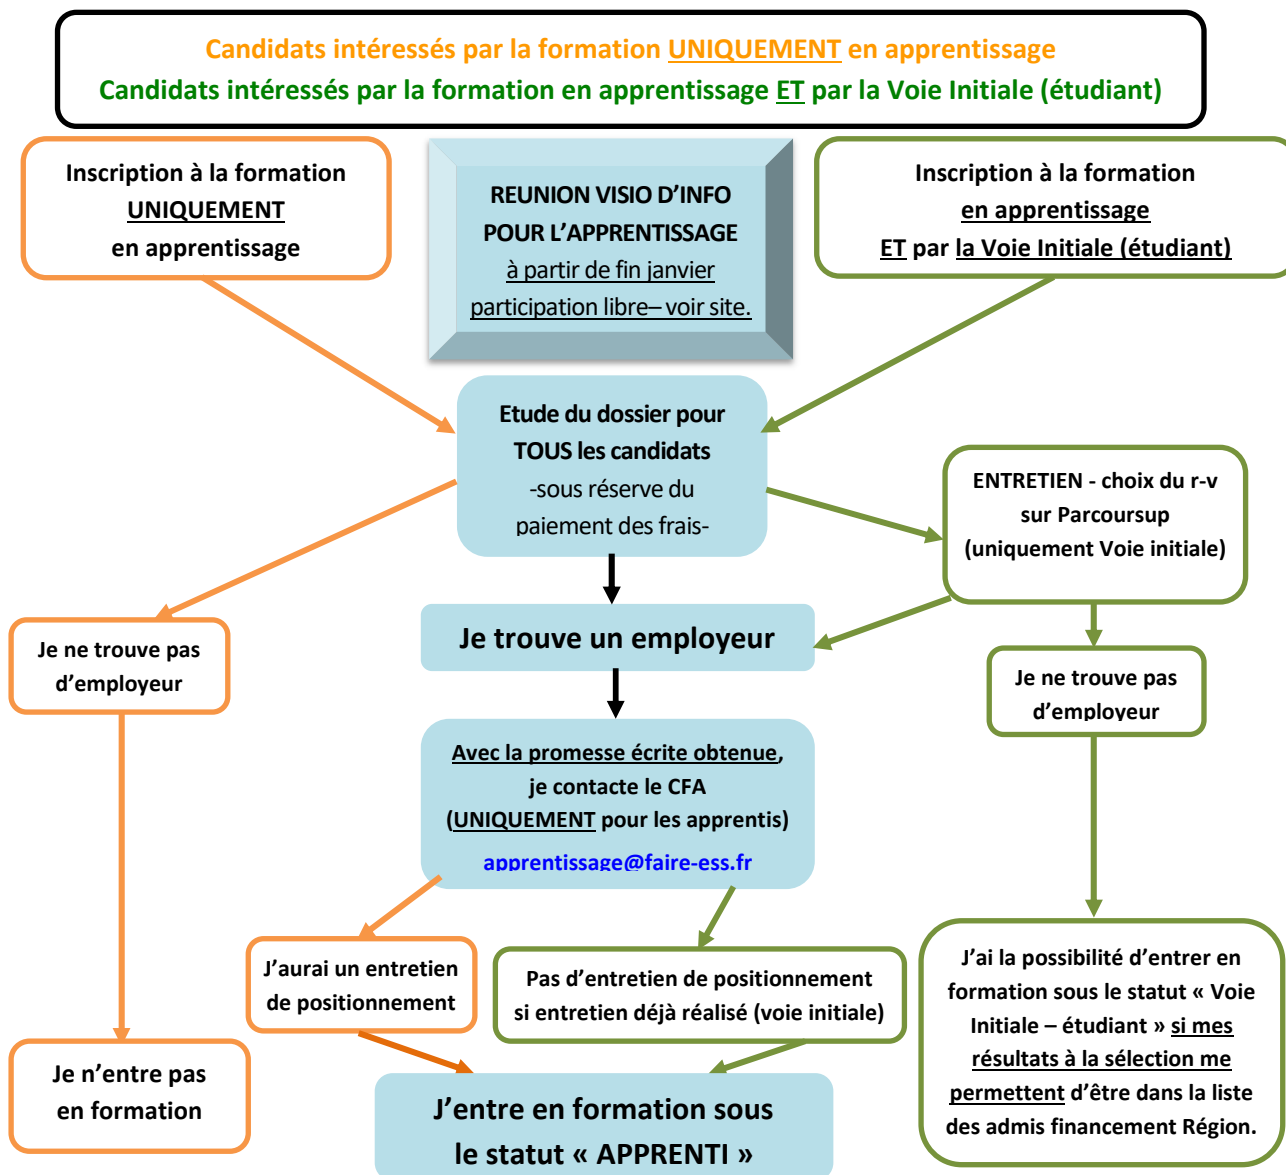 Candidats intéressés par la formation UNIQUEMENT en apprentissage
Candidats intéressés par la formation en apprentissage ET par la Voie Initiale (étudiant)
Inscription à la formation
UNIQUEMENT
en apprentissage
REUNION VISIO D’INFO
POUR L’APPRENTISSAGE
à partir de fin janvier
participation libre– voir site.
Inscription à la formation
en apprentissage
ET par la Voie Initiale (étudiant)
Etude du dossier pour
TOUS les candidats
-sous réserve du
paiement des frais-
ENTRETIEN - choix du r-v
sur Parcoursup
(uniquement Voie initiale)
Je trouve un employeur
Je ne trouve pas
d’employeur
Je ne trouve pas
d’employeur
Avec la promesse écrite obtenue,
je contacte le CFA
(UNIQUEMENT pour les apprentis)
apprentissage@faire-ess.fr
J’aurai un entretien
de positionnement
Pas d’entretien de positionnement
si entretien déjà réalisé (voie initiale)
J’ai la possibilité d’entrer en
formation sous le statut « Voie
Initiale – étudiant » si mes
résultats à la sélection me
permettent d’être dans la liste
des admis financement Région.
Je n’entre pas
en formation
J’entre en formation sous
le statut « APPRENTI »